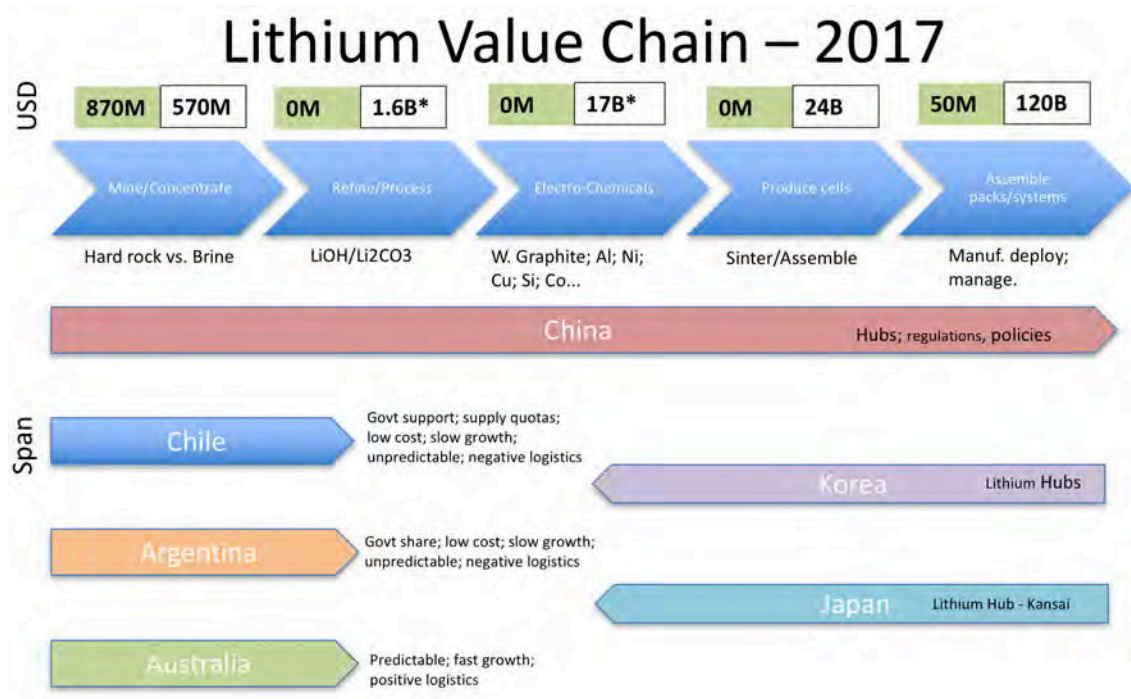 Lithium Value Chain – 2017
USD
870M 570M 0M 1.6B* 0M 17B* 0M 24B 50M 120B
Mine/Concentrate
Refine/Process
Electro-Chemicals
Produce cells
Assemble
packs/systems
Hard rock vs. Brine
LiOH/Li2CO3
W. Graphite; Al; Ni;
Cu; Si; Co...
Sinter/Assemble
Manuf. deploy;
manage.
China
Hubs; regulations, policies
Span
Chile
Govt support; supply quotas;
low cost; slow growth;
unpredictable; negative logistics
Korea
Lithium Hubs
Argentina
Govt share; low cost; slow growth;
unpredictable; negative logistics
Japan
Lithium Hub - Kansai
Australia
Predictable; fast growth;
positive logistics